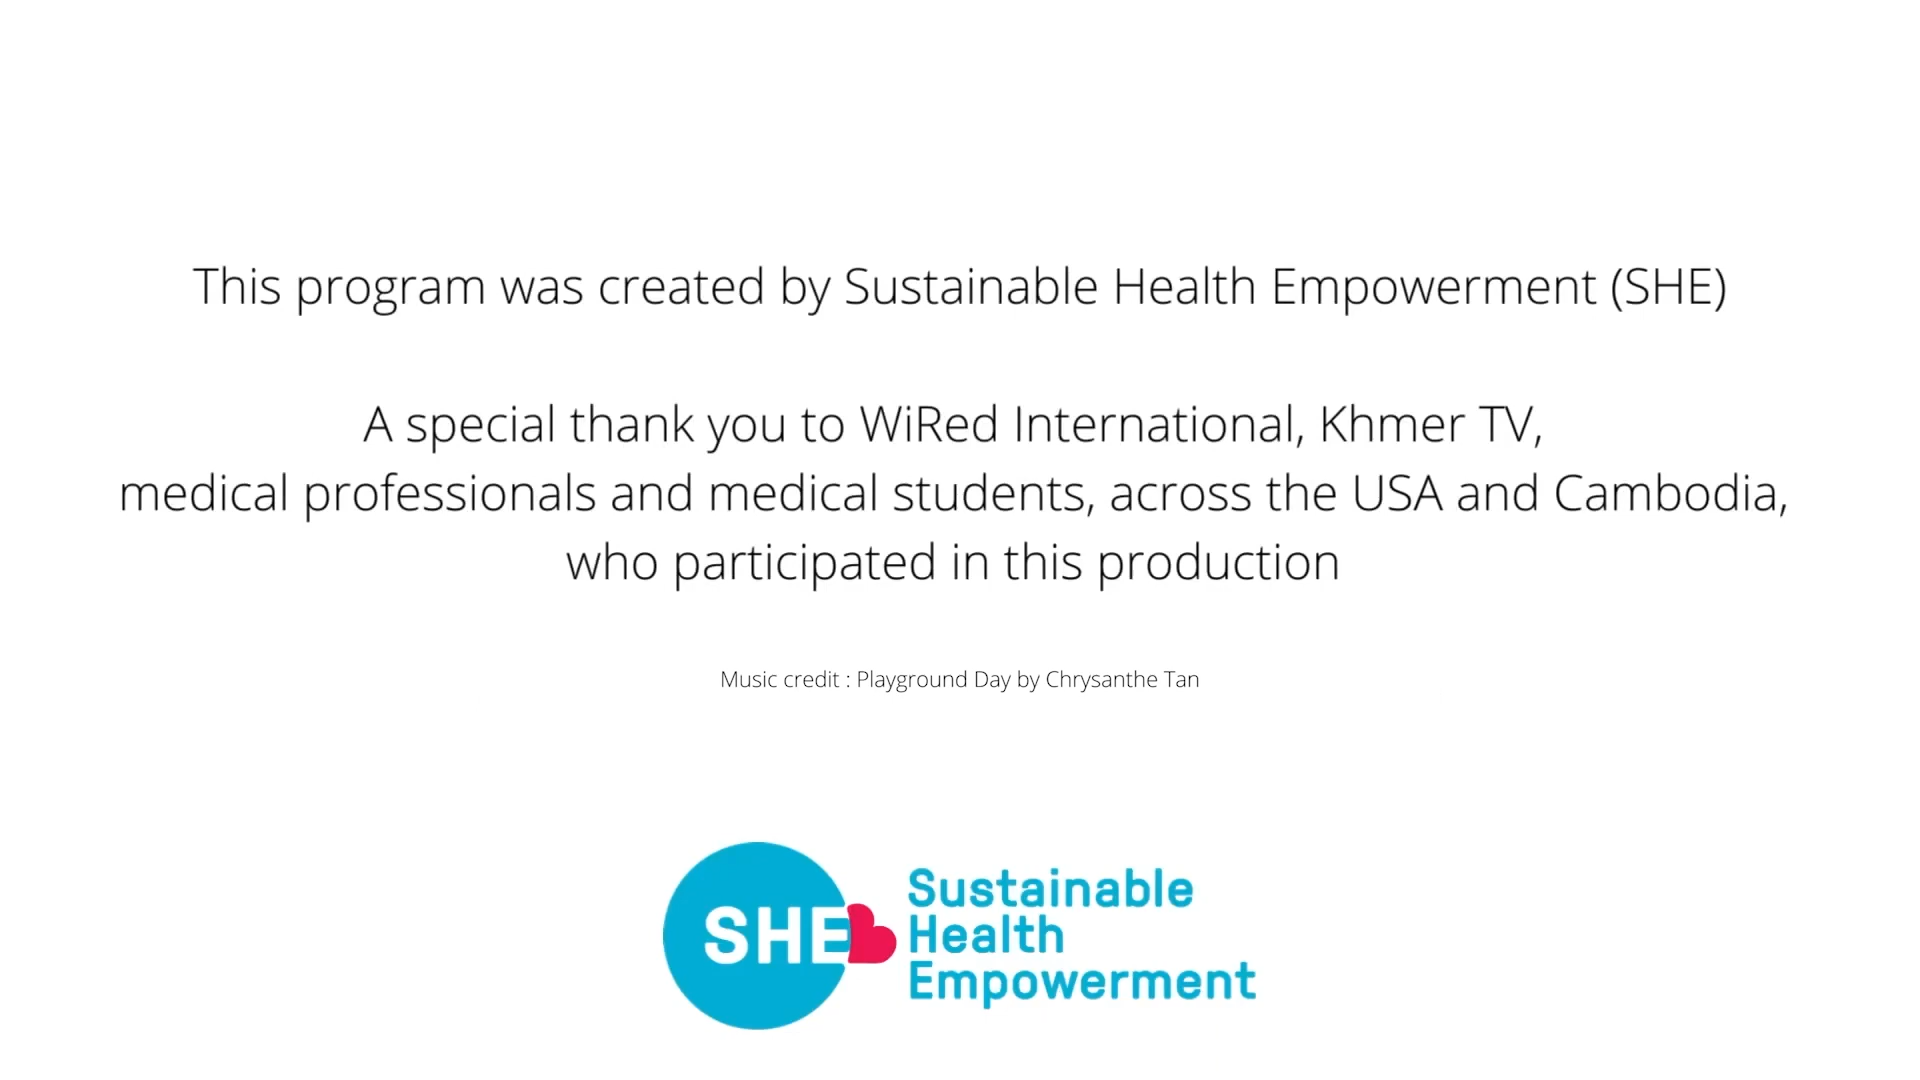 This program was created by Sustainable Health Empowerment (SHE)
A special thank you to WiRed International, Khmer TV,
medical professionals and medical students, across the USA and Cambodia,
who participated in this production
Music credit : Playground Day by Chrysanthe Tan
SHE
Sustainable
Health
Empowerment